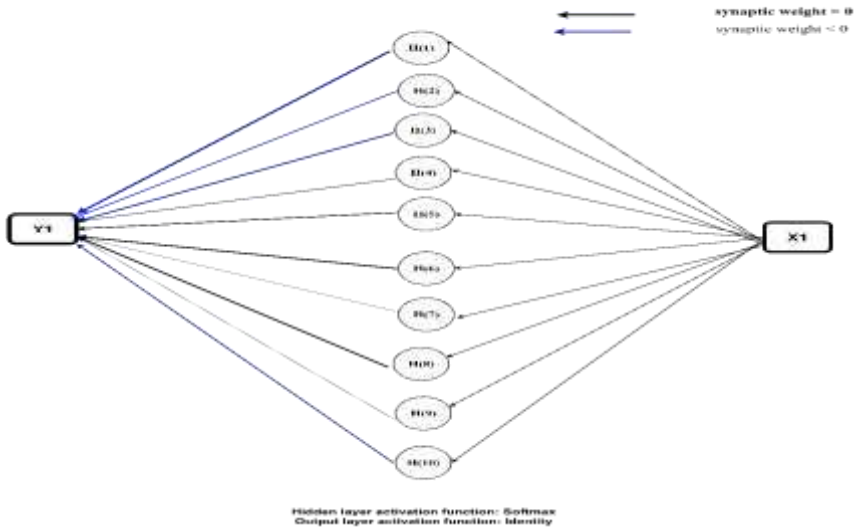 synaptic weight = 0
synaptic weight < 0
H(1)
H(2)
H(3)
H(4)
H(5)
Y1
X1
H(6)
H(7)
H(8)
H(9)
H(10)
Hidden layer activation function: Softmax
Output layer activation function: Identity